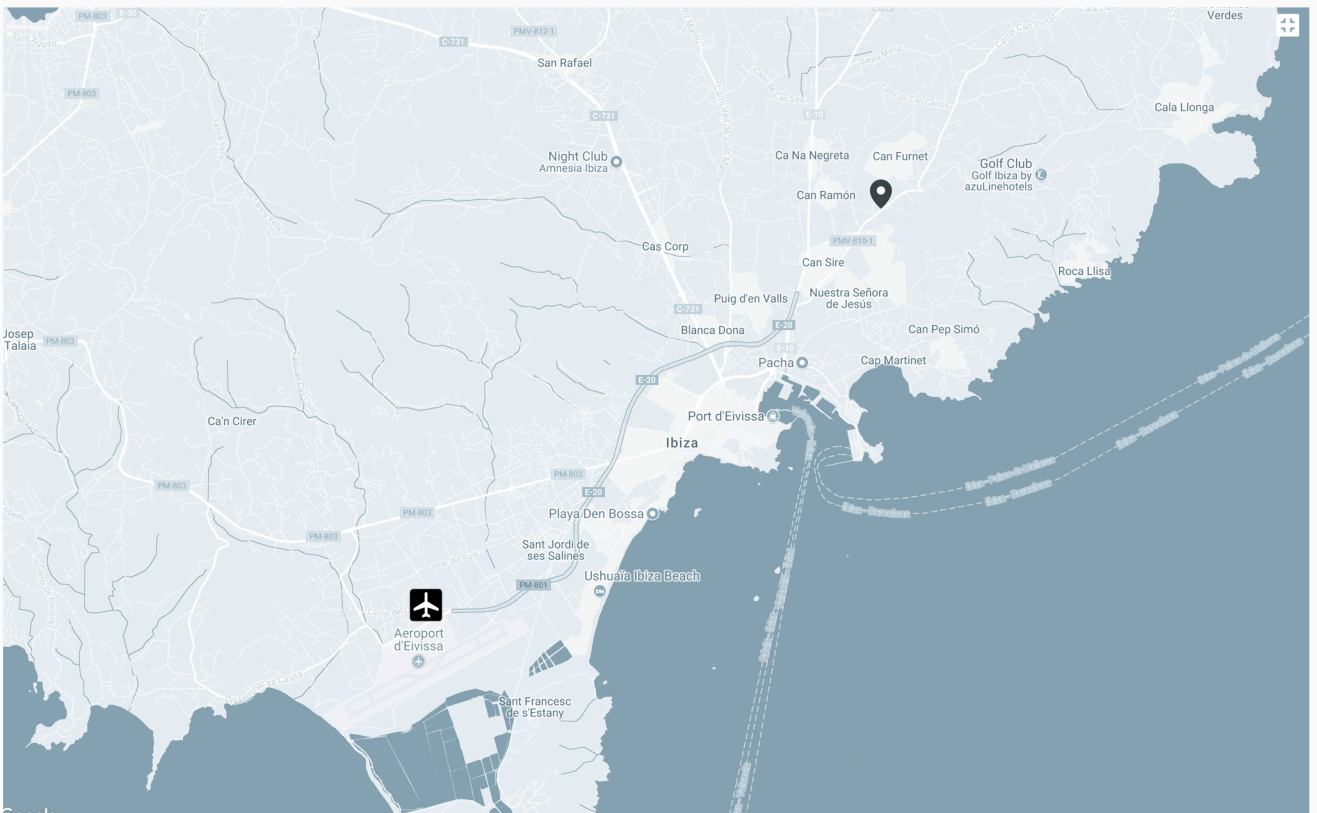 PM-803
E-30
Verdes
PMV-812-1
C-731
San Rafael
PM-803
Cala Llonga
C-731
E-10
Night Club
Amnesia Ibiza
Ca Na Negreta
Can Furnet
Golf Club
Golf Ibiza by
azuLinehotels
Can Ramón
PMV-810-1
Cas Corp
Can Sire
Roca Llisa
Puig d'en Valls
Nuestra Señora
de Jesús
C-731
E-20
Blanca Dona
Can Pep Simó
Josep
Talaia
PM-803
E-10
Pacha
Cap Martinet
E-20
Port d'Eivissa
Ca'n Cirer
Ibiza
PM-803
PM-803
E-20
PM-803
Playa Den Bossa
PM-803
Sant Jordi de
ses Salines
Ushuaïa Ibiza Beach
PM-801
Aeroport
d'Eivissa
Sant Francesc
de s'Estany